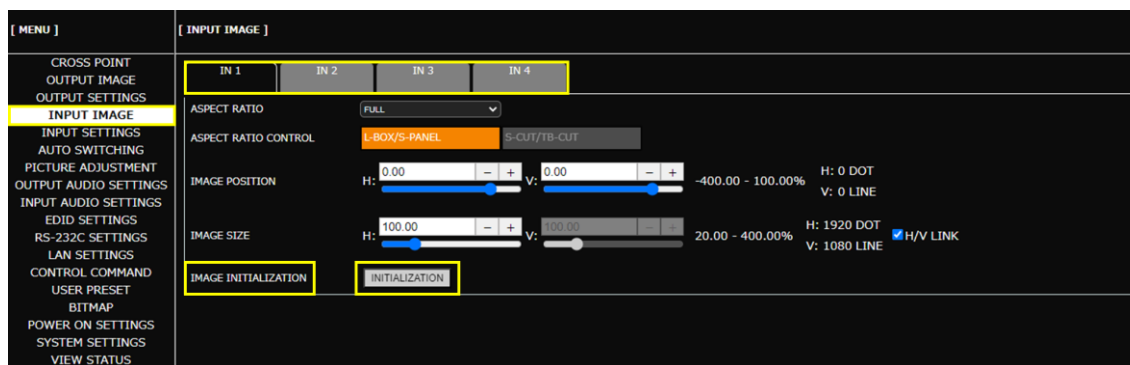 [ MENU ]
[ INPUT IMAGE ]
CROSS POINT
OUTPUT IMAGE
OUTPUT SETTINGS
INPUT IMAGE
INPUT SETTINGS
AUTO SWITCHING
PICTURE ADJUSTMENT
OUTPUT AUDIO SETTINGS
INPUT AUDIO SETTINGS
EDID SETTINGS
RS-232C SETTINGS
LAN SETTINGS
CONTROL COMMAND
USER PRESET
BITMAP
POWER ON SETTINGS
SYSTEM SETTINGS
VIEW STATUS
IN 1 IN 2 IN 3 IN 4
ASPECT RATIO FULL
ASPECT RATIO CONTROL L-BOX/S-PANEL S-CUT/TB-CUT
IMAGE POSITION H: 0.00 − + V: 0.00 − + -400.00 - 100.00% H: 0 DOT
V: 0 LINE
IMAGE SIZE H: 100.00 − + V: 100.00 − + 20.00 - 400.00% H: 1920 DOT
V: 1080 LINE H/V LINK
IMAGE INITIALIZATION INITIALIZATION